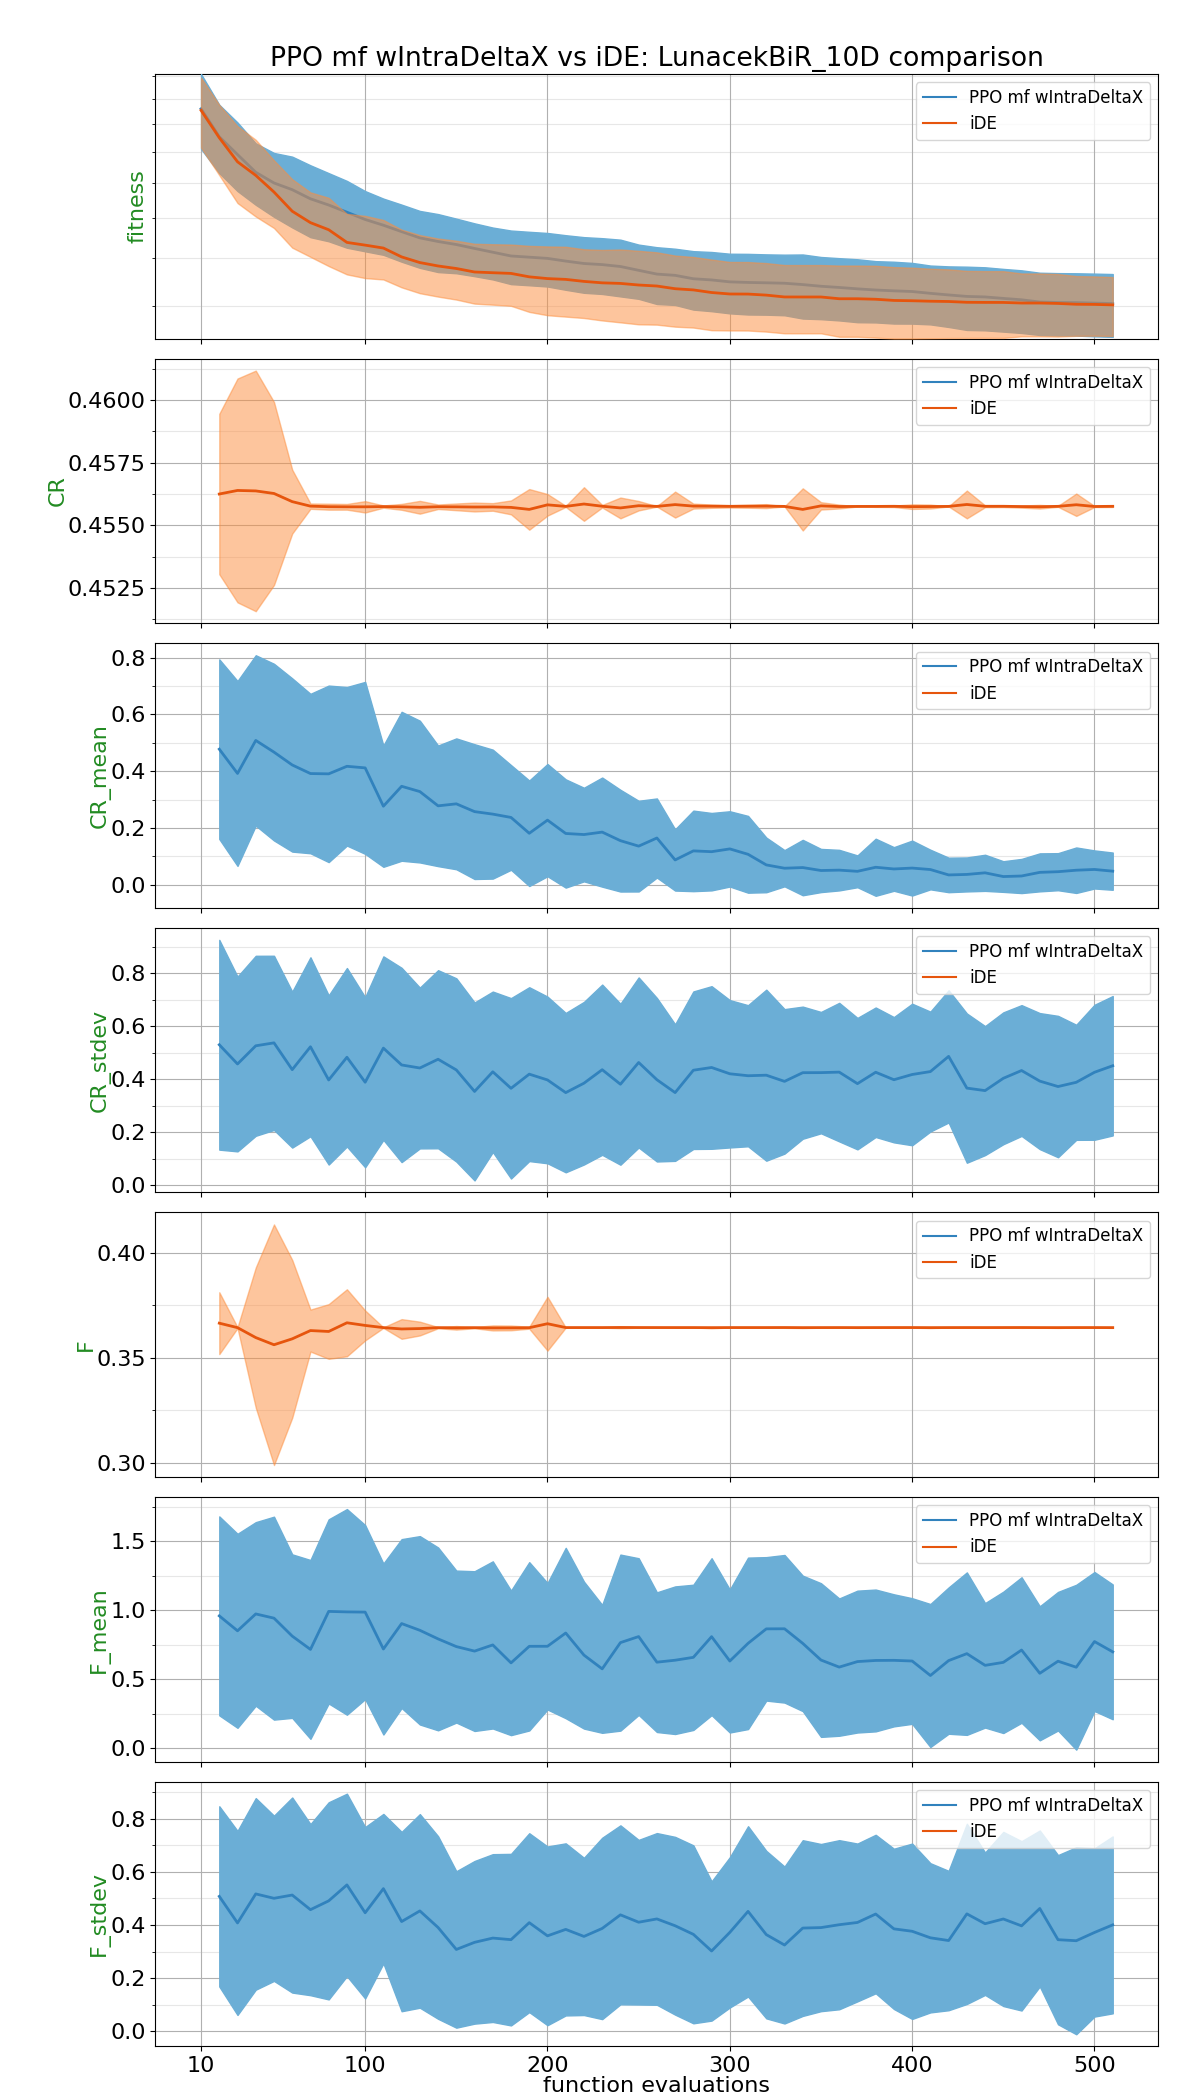 PPO mf wIntraDeltaX vs iDE: LunacekBiR_10D comparison
fitness
PPO mf wIntraDeltaX
iDE
CR
0.4600
0.4575
0.4550
0.4525
PPO mf wIntraDeltaX
iDE
CR_mean
0.8
0.6
0.4
0.2
0.0
PPO mf wIntraDeltaX
iDE
CR_stdev
0.8
0.6
0.4
0.2
0.0
PPO mf wIntraDeltaX
iDE
F
0.40
0.35
0.30
PPO mf wIntraDeltaX
iDE
F_mean
1.5
1.0
0.5
0.0
PPO mf wIntraDeltaX
iDE
F_stdev
0.8
0.6
0.4
0.2
0.0
PPO mf wIntraDeltaX
iDE
10 100 200 300 400 500
function evaluations